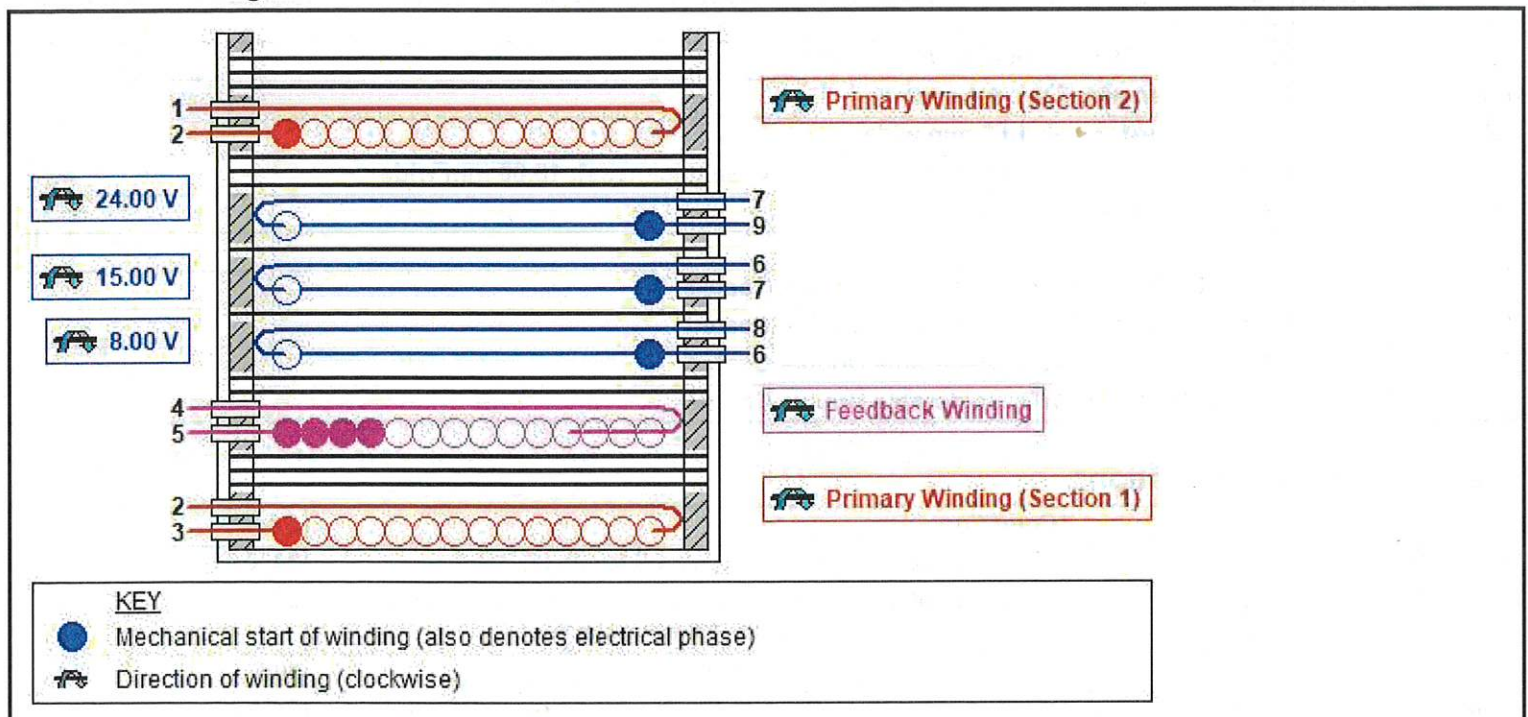 1
Primary Winding (Section 2)
2
24.00 V
7
9
15.00 V
6
7
8.00 V
8
6
4
Feedback Winding
5
2
Primary Winding (Section 1)
3
KEY
Mechanical start of winding (also denotes electrical phase)
Direction of winding (clockwise)